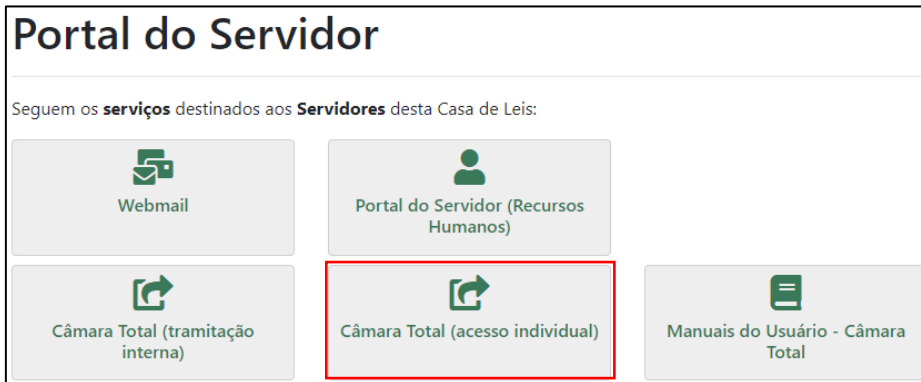 Portal do Servidor
Seguem os serviços destinados aos Servidores desta Casa de Leis:
Webmail
Portal do Servidor (Recursos
Humanos)
Câmara Total (tramitação
interna)
Câmara Total (acesso individual)
Manuais do Usuário - Câmara
Total